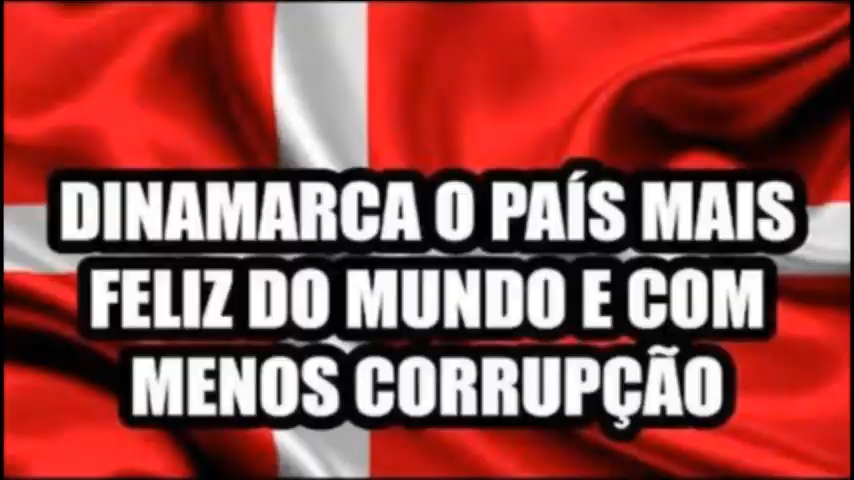 DINAMARCA O PAÍS MAIS
FELIZ DO MUNDO E COM
MENOS CORRUPÇÃO